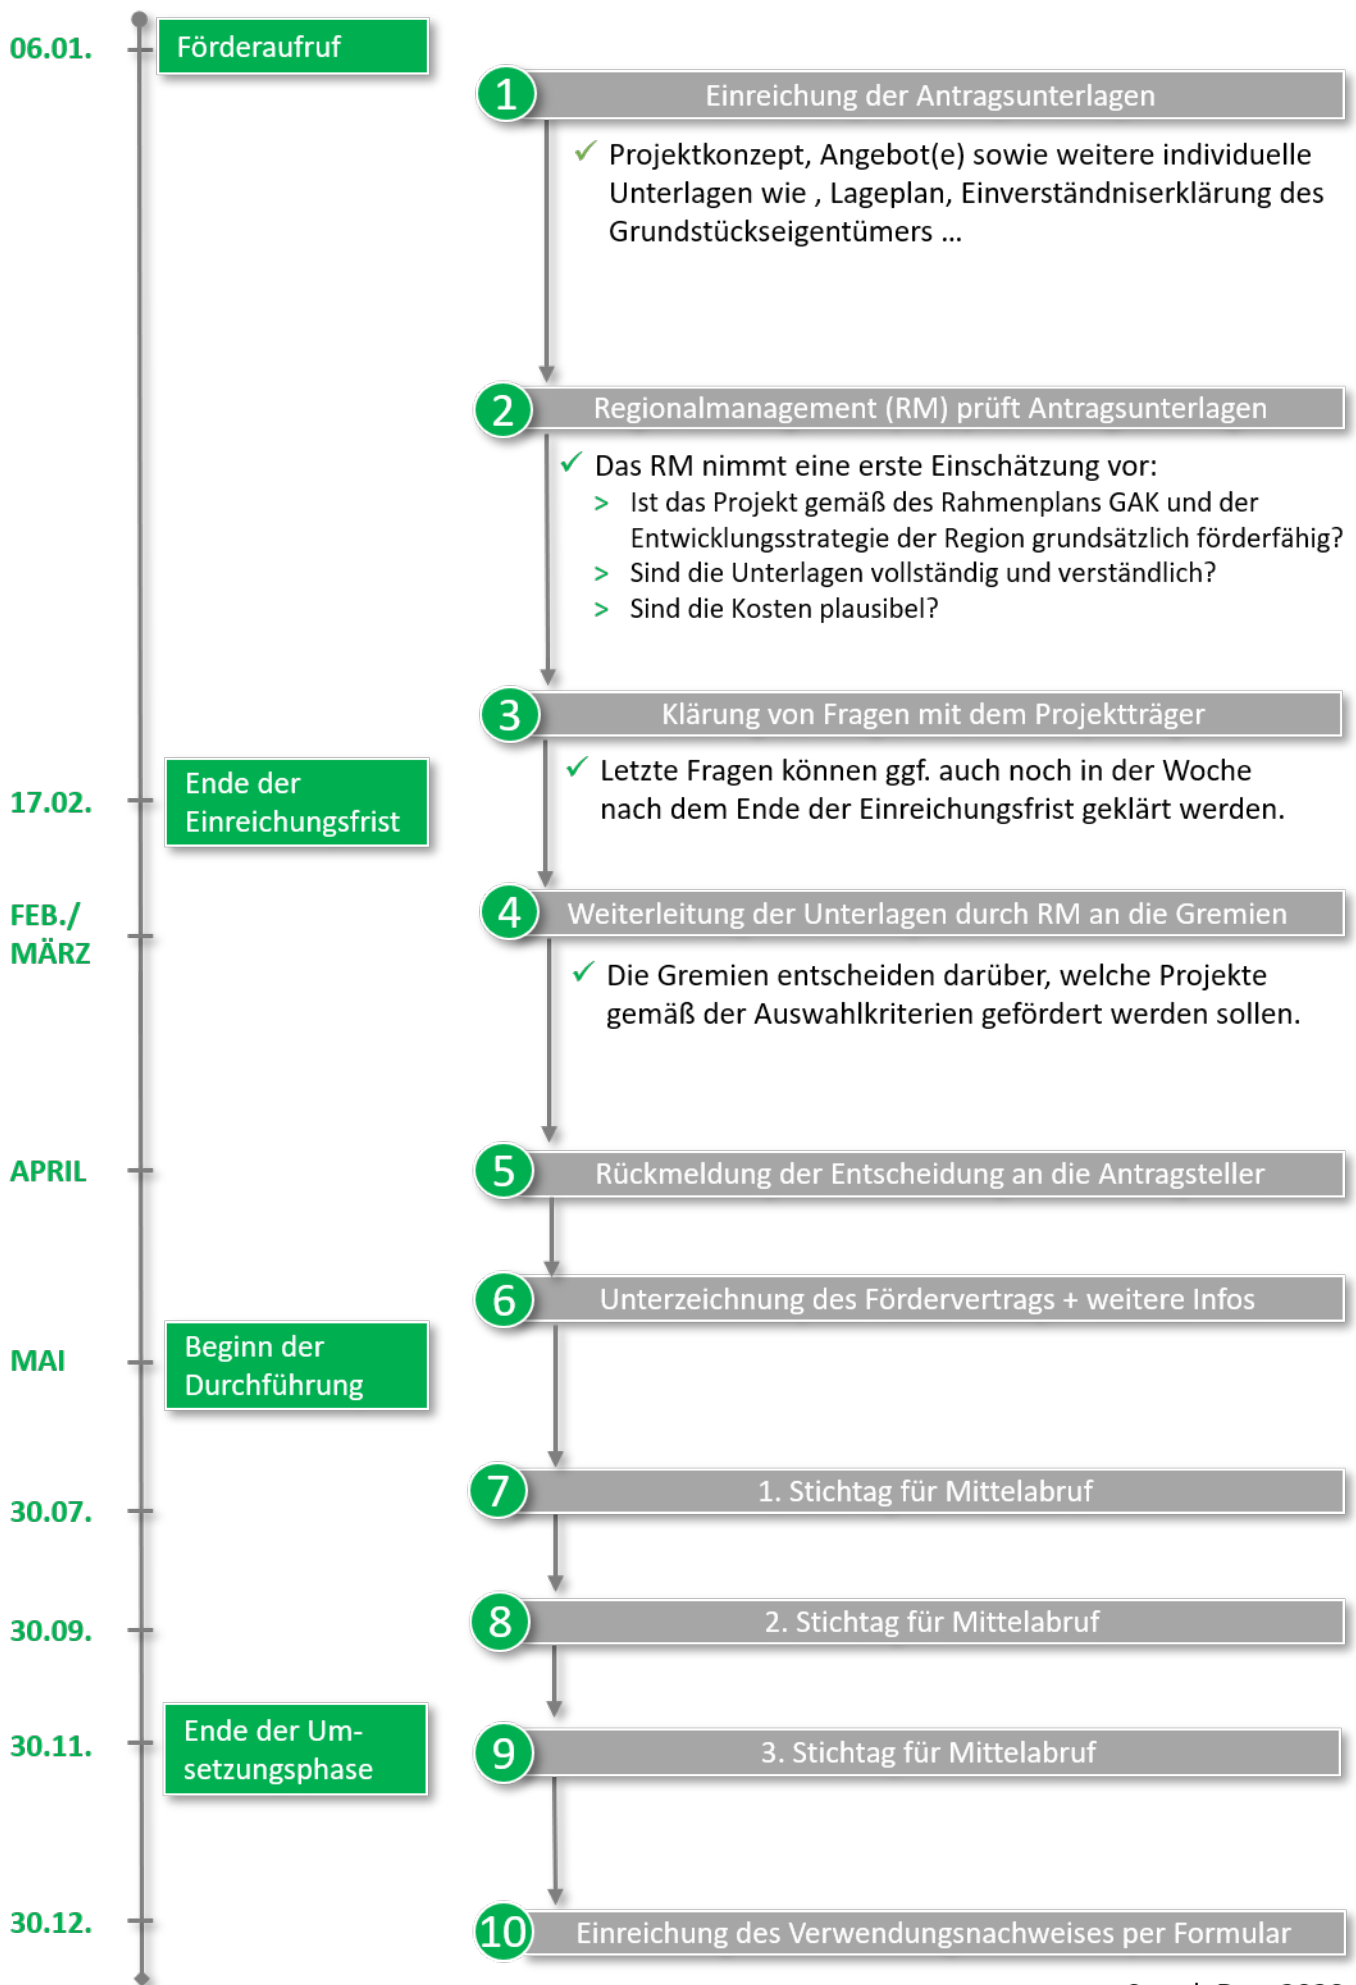 06.01.
Förderaufruf
1
Einreichung der Antragsunterlagen
Projektkonzept, Angebot(e) sowie weitere individuelle
Unterlagen wie , Lageplan, Einverständniserklärung des
Grundstückseigentümers ...
2
Regionalmanagement (RM) prüft Antragsunterlagen
Das RM nimmt eine erste Einschätzung vor:
> Ist das Projekt gemäß des Rahmenplans GAK und der
Entwicklungsstrategie der Region grundsätzlich förderfähig?
> Sind die Unterlagen vollständig und verständlich?
> Sind die Kosten plausibel?
3
Klärung von Fragen mit dem Projektträger
17.02.
Ende der
Einreichungsfrist
Letzte Fragen können ggf. auch noch in der Woche
nach dem Ende der Einreichungsfrist geklärt werden.
FEB./
MÄRZ
4
Weiterleitung der Unterlagen durch RM an die Gremien
Die Gremien entscheiden darüber, welche Projekte
gemäß der Auswahlkriterien gefördert werden sollen.
APRIL
5
Rückmeldung der Entscheidung an die Antragsteller
6
Unterzeichnung des Fördervertrags + weitere Infos
MAI
Beginn der
Durchführung
30.07.
7
1. Stichtag für Mittelabruf
30.09.
8
2. Stichtag für Mittelabruf
30.11.
Ende der Um-
setzungsphase
9
3. Stichtag für Mittelabruf
30.12.
10
Einreichung des Verwendungsnachweises per Formular